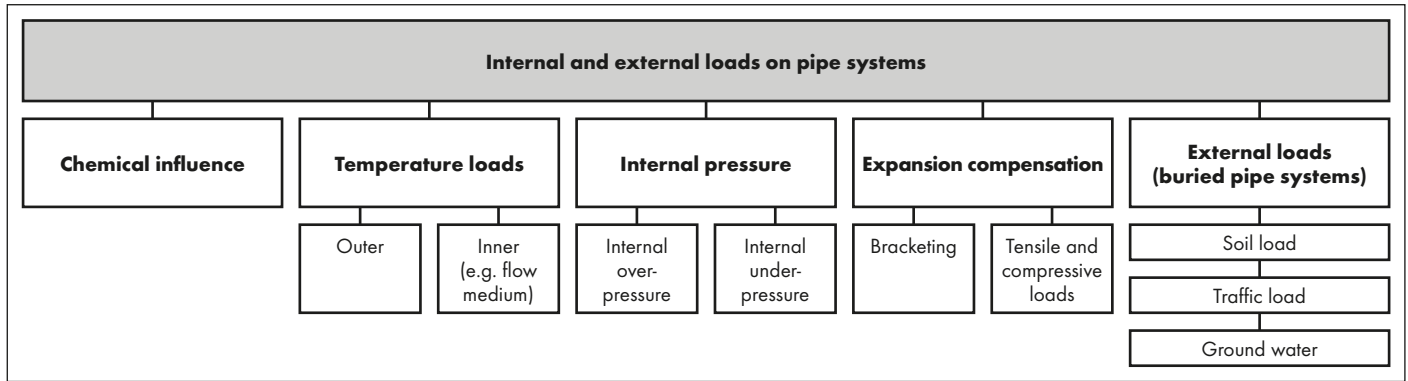 Internal and external loads on pipe systems
Chemical influence
Temperature loads
Internal pressure
Expansion compensation
External loads
(buried pipe systems)
Outer
Inner
(e.g. flow
medium)
Internal
over-
pressure
Internal
under-
pressure
Bracketing
Tensile and
compressive
loads
Soil load
Traffic load
Ground water